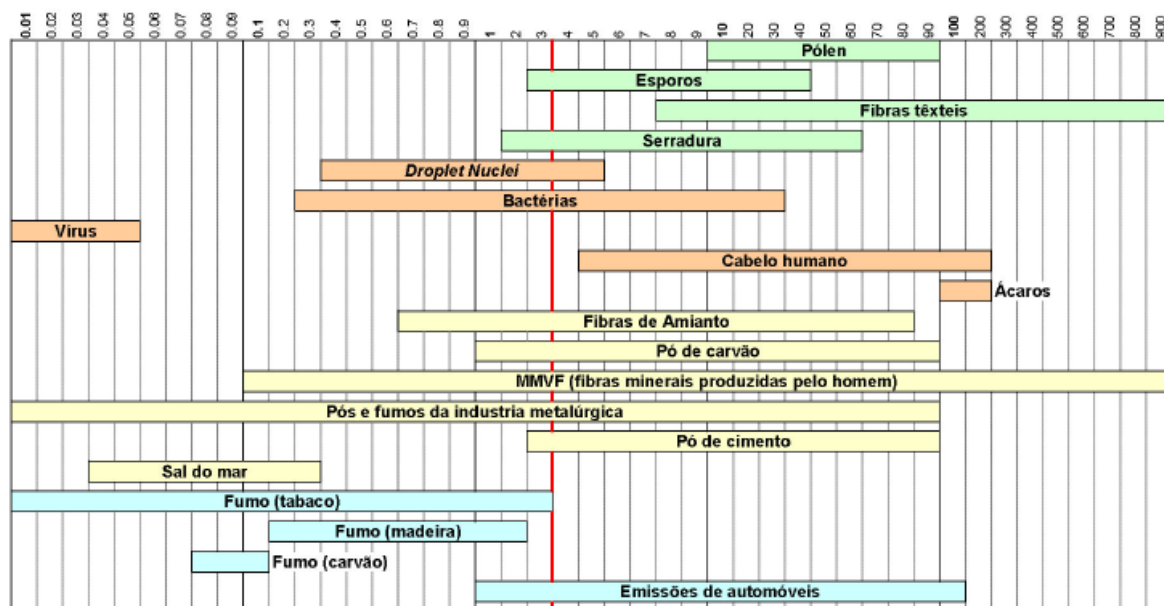 0.01 0.02 0.03 0.04 0.05 0.06 0.07 0.08 0.09 0.1 0.2 0.3 0.4 0.5 0.6 0.7 0.8 0.9 1 2 3 4 5 6 7 8 9 10 20 30 40 50 60 70 80 90 100 200 300 400 500 600 700 800 900
Pólen
Esporos
Fibras têxteis
Serradura
Droplet Nuclei
Bactérias
Virus
Cabelo humano
Ácaros
Fibras de Amianto
Pó de carvão
MMVF (fibras minerais produzidas pelo homem)
Pós e fumos da industria metalúrgica
Pó de cimento
Sal do mar
Fumo (tabaco)
Fumo (madeira)
Fumo (carvão)
Emissões de automóveis